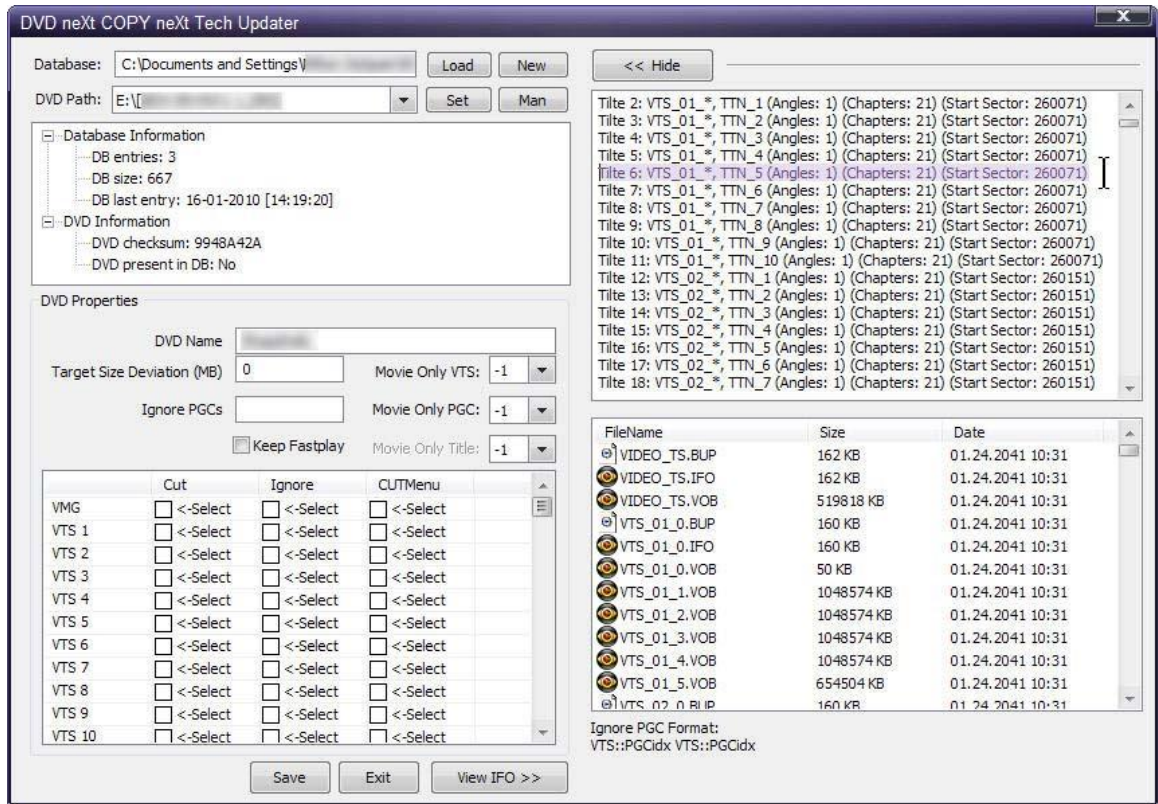 DVD neXt COPY neXt Tech Updater
X
Database:
C:\Documents and Settings\
Load
New
DVD Path:
E:\[
Set
Man
Database Information
DB entries: 3
DB size: 667
DB last entry: 16-01-2010 [14:19:20]
DVD Information
DVD checksum: 9948A42A
DVD present in DB: No
DVD Properties
DVD Name
Target Size Deviation (MB)
0
Movie Only VTS:
-1
Ignore PGCs
Movie Only PGC:
-1
Keep Fastplay
Movie Only Title:
-1
Cut Ignore CUTMenu
VMG <-Select <-Select <-Select
VTS 1 <-Select <-Select <-Select
VTS 2 <-Select <-Select <-Select
VTS 3 <-Select <-Select <-Select
VTS 4 <-Select <-Select <-Select
VTS 5 <-Select <-Select <-Select
VTS 6 <-Select <-Select <-Select
VTS 7 <-Select <-Select <-Select
VTS 8 <-Select <-Select <-Select
VTS 9 <-Select <-Select <-Select
VTS 10 <-Select <-Select <-Select
Save
Exit
View IFO >>
<< Hide
Tilte 2: VTS_01_*, TTN_1 (Angles: 1) (Chapters: 21) (Start Sector: 260071)
Tilte 3: VTS_01_*, TTN_2 (Angles: 1) (Chapters: 21) (Start Sector: 260071)
Tilte 4: VTS_01_*, TTN_3 (Angles: 1) (Chapters: 21) (Start Sector: 260071)
Tilte 5: VTS_01_*, TTN_4 (Angles: 1) (Chapters: 21) (Start Sector: 260071)
Tilte 6: VTS_01_*, TTN_5 (Angles: 1) (Chapters: 21) (Start Sector: 260071)
Tilte 7: VTS_01_*, TTN_6 (Angles: 1) (Chapters: 21) (Start Sector: 260071)
Tilte 8: VTS_01_*, TTN_7 (Angles: 1) (Chapters: 21) (Start Sector: 260071)
Tilte 9: VTS_01_*, TTN_8 (Angles: 1) (Chapters: 21) (Start Sector: 260071)
Tilte 10: VTS_01_*, TTN_9 (Angles: 1) (Chapters: 21) (Start Sector: 260071)
Tilte 11: VTS_01_*, TTN_10 (Angles: 1) (Chapters: 21) (Start Sector: 260071)
Tilte 12: VTS_02_*, TTN_1 (Angles: 1) (Chapters: 21) (Start Sector: 260151)
Tilte 13: VTS_02_*, TTN_2 (Angles: 1) (Chapters: 21) (Start Sector: 260151)
Tilte 14: VTS_02_*, TTN_3 (Angles: 1) (Chapters: 21) (Start Sector: 260151)
Tilte 15: VTS_02_*, TTN_4 (Angles: 1) (Chapters: 21) (Start Sector: 260151)
Tilte 16: VTS_02_*, TTN_5 (Angles: 1) (Chapters: 21) (Start Sector: 260151)
Tilte 17: VTS_02_*, TTN_6 (Angles: 1) (Chapters: 21) (Start Sector: 260151)
Tilte 18: VTS_02_*, TTN_7 (Angles: 1) (Chapters: 21) (Start Sector: 260151)
FileName Size Date
VIDEO_TS.BUP 162 KB 01.24.2041 10:31
VIDEO_TS.IFO 162 KB 01.24.2041 10:31
VIDEO_TS.VOB 519818 KB 01.24.2041 10:31
VTS_01_0.BUP 160 KB 01.24.2041 10:31
VTS_01_0.IFO 160 KB 01.24.2041 10:31
VTS_01_0.VOB 50 KB 01.24.2041 10:31
VTS_01_1.VOB 1048574 KB 01.24.2041 10:31
VTS_01_2.VOB 1048574 KB 01.24.2041 10:31
VTS_01_3.VOB 1048574 KB 01.24.2041 10:31
VTS_01_4.VOB 1048574 KB 01.24.2041 10:31
VTS_01_5.VOB 654504 KB 01.24.2041 10:31
VTS_02_0.BUP 160 KB 01.24.2041 10:31
Ignore PGC Format:
VTS::PGCidx VTS::PGCidx